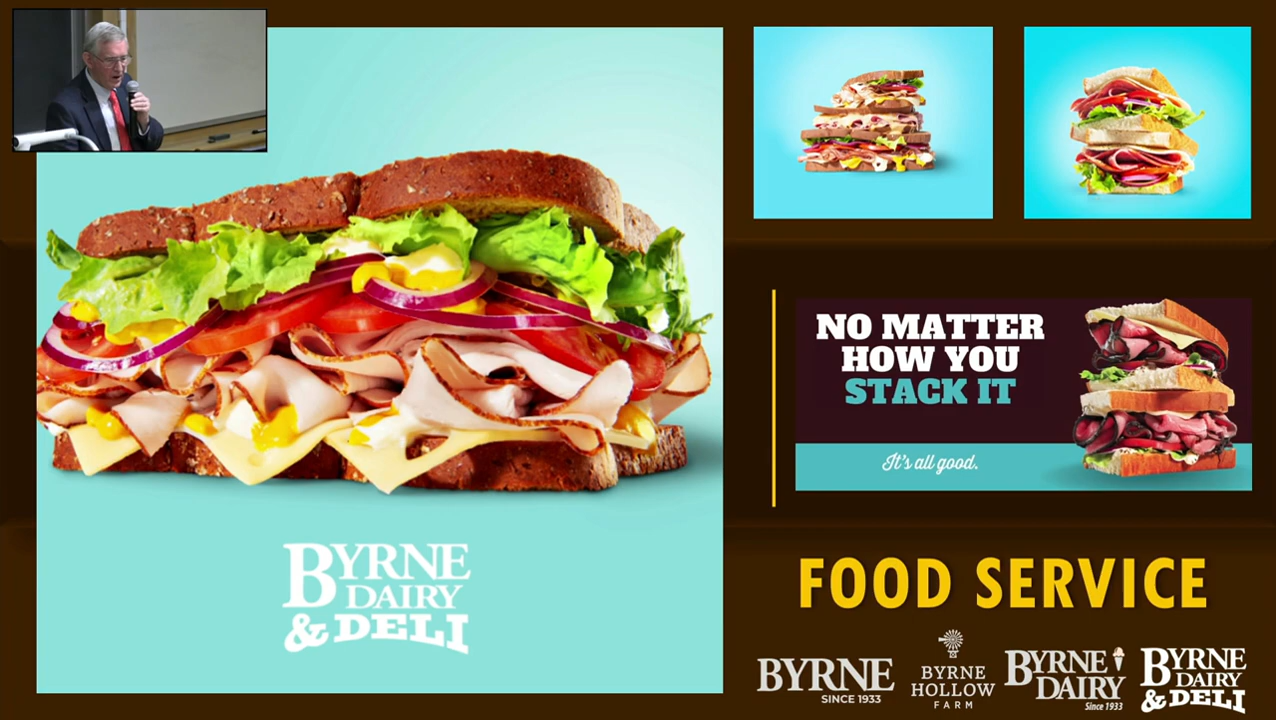 BYRNE
DAIRY
& DELI
NO MATTER
HOW YOU
STACK IT
It's all good.
FOOD SERVICE
BYRNE
SINCE 1933
BYRNE
HOLLOW
FARM
BYRNE
DAIRY
Since 1933
BYRNE
DAIRY
& DELI